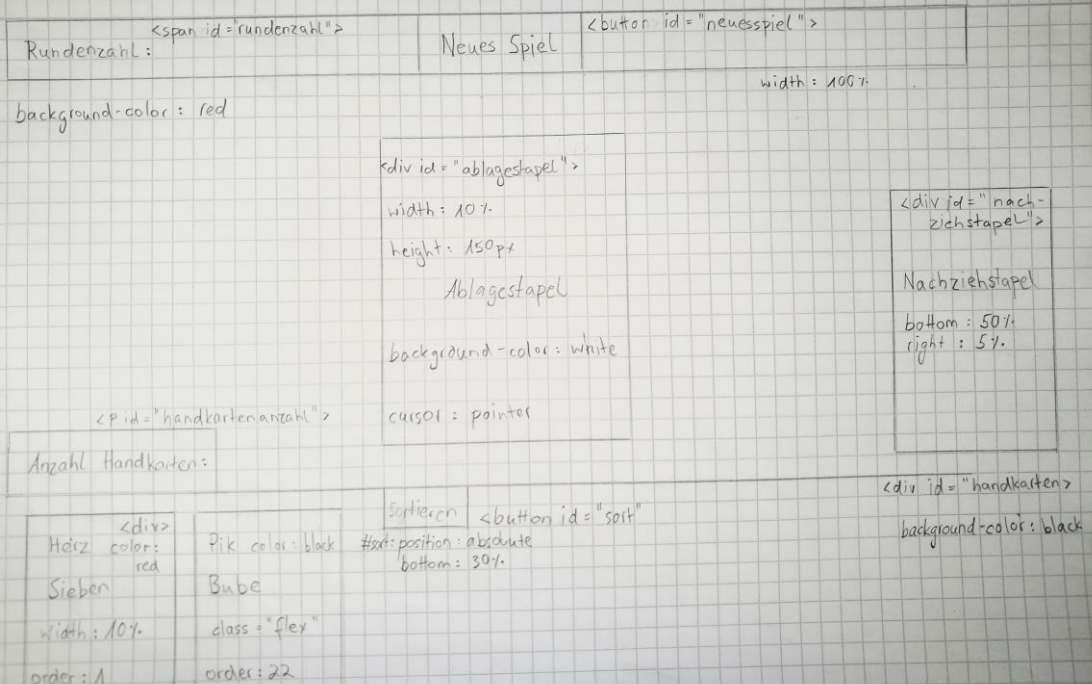 <span id="rundenzahl">
<button id="neuesspiel">
Rundenzahl:
Neues Spiel
width: 100%
background-color: red
<div id="ablagestapel">
width: 10%
height: 150px
Ablagestapel
background-color: white
cursor: pointer
<div id="nach-
ziehstapel">
Nachziehstapel
bottom: 50%
right: 5%
<p id="handkartenanzahl">
Anzahl Handkarten:
<div id="handkarten>
background-color: black
Sortieren
<button id="sort"
#sort: position: absolute
bottom: 30%
<div>
Herz color:
red
Sieben
width: 10%
order: 1
Pik color: black
Bube
class="flex"
order: 22